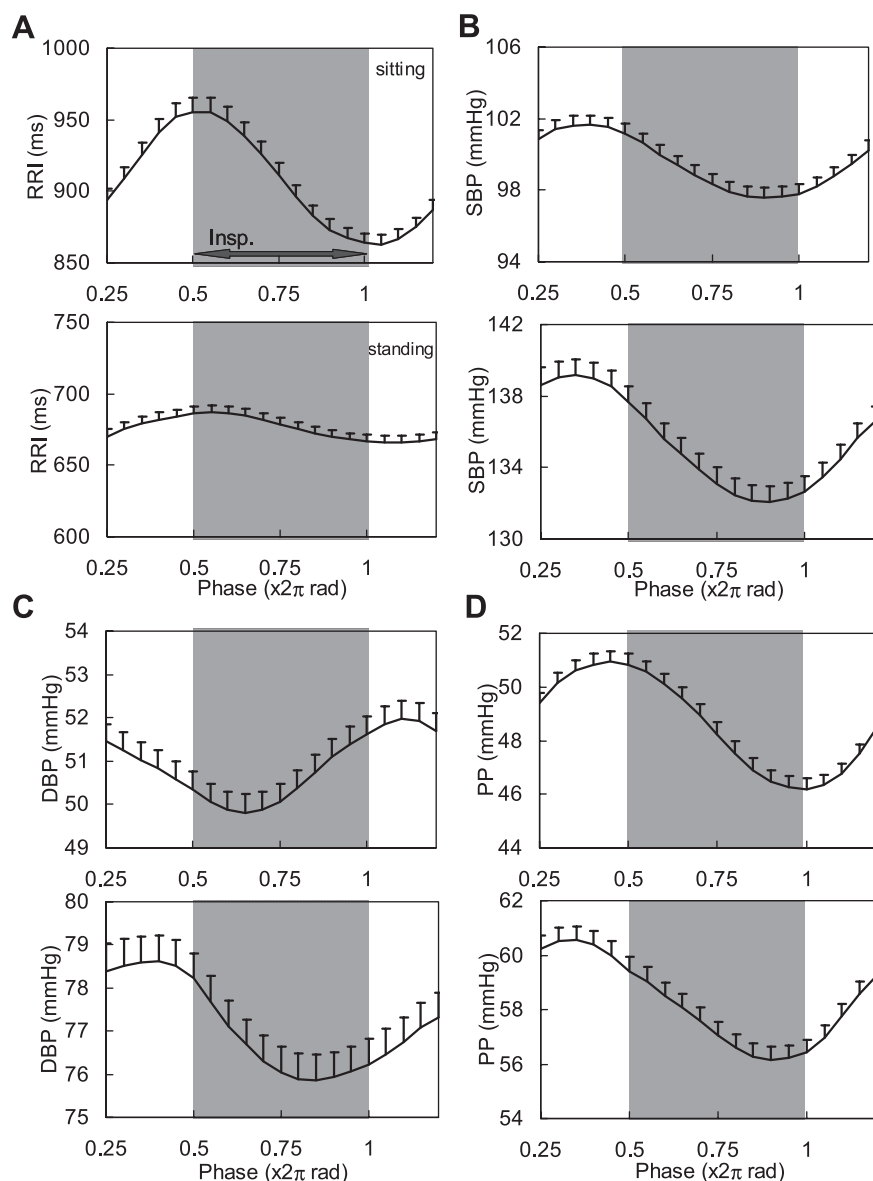 A
1000
950
900
850
RRI (ms)
sitting
Insp.
0.25 0.5 0.75 1
750
700
650
600
RRI (ms)
standing
0.25 0.5 0.75 1
Phase (x2π rad)
B
106
102
98
94
SBP (mmHg)
0.25 0.5 0.75 1
142
138
134
130
SBP (mmHg)
0.25 0.5 0.75 1
Phase (x2π rad)
C
54
53
52
51
50
49
DBP (mmHg)
0.25 0.5 0.75 1
80
79
78
77
76
75
DBP (mmHg)
0.25 0.5 0.75 1
Phase (x2π rad)
D
52
50
48
46
44
PP (mmHg)
0.25 0.5 0.75 1
62
60
58
56
54
PP (mmHg)
0.25 0.5 0.75 1
Phase (x2π rad)